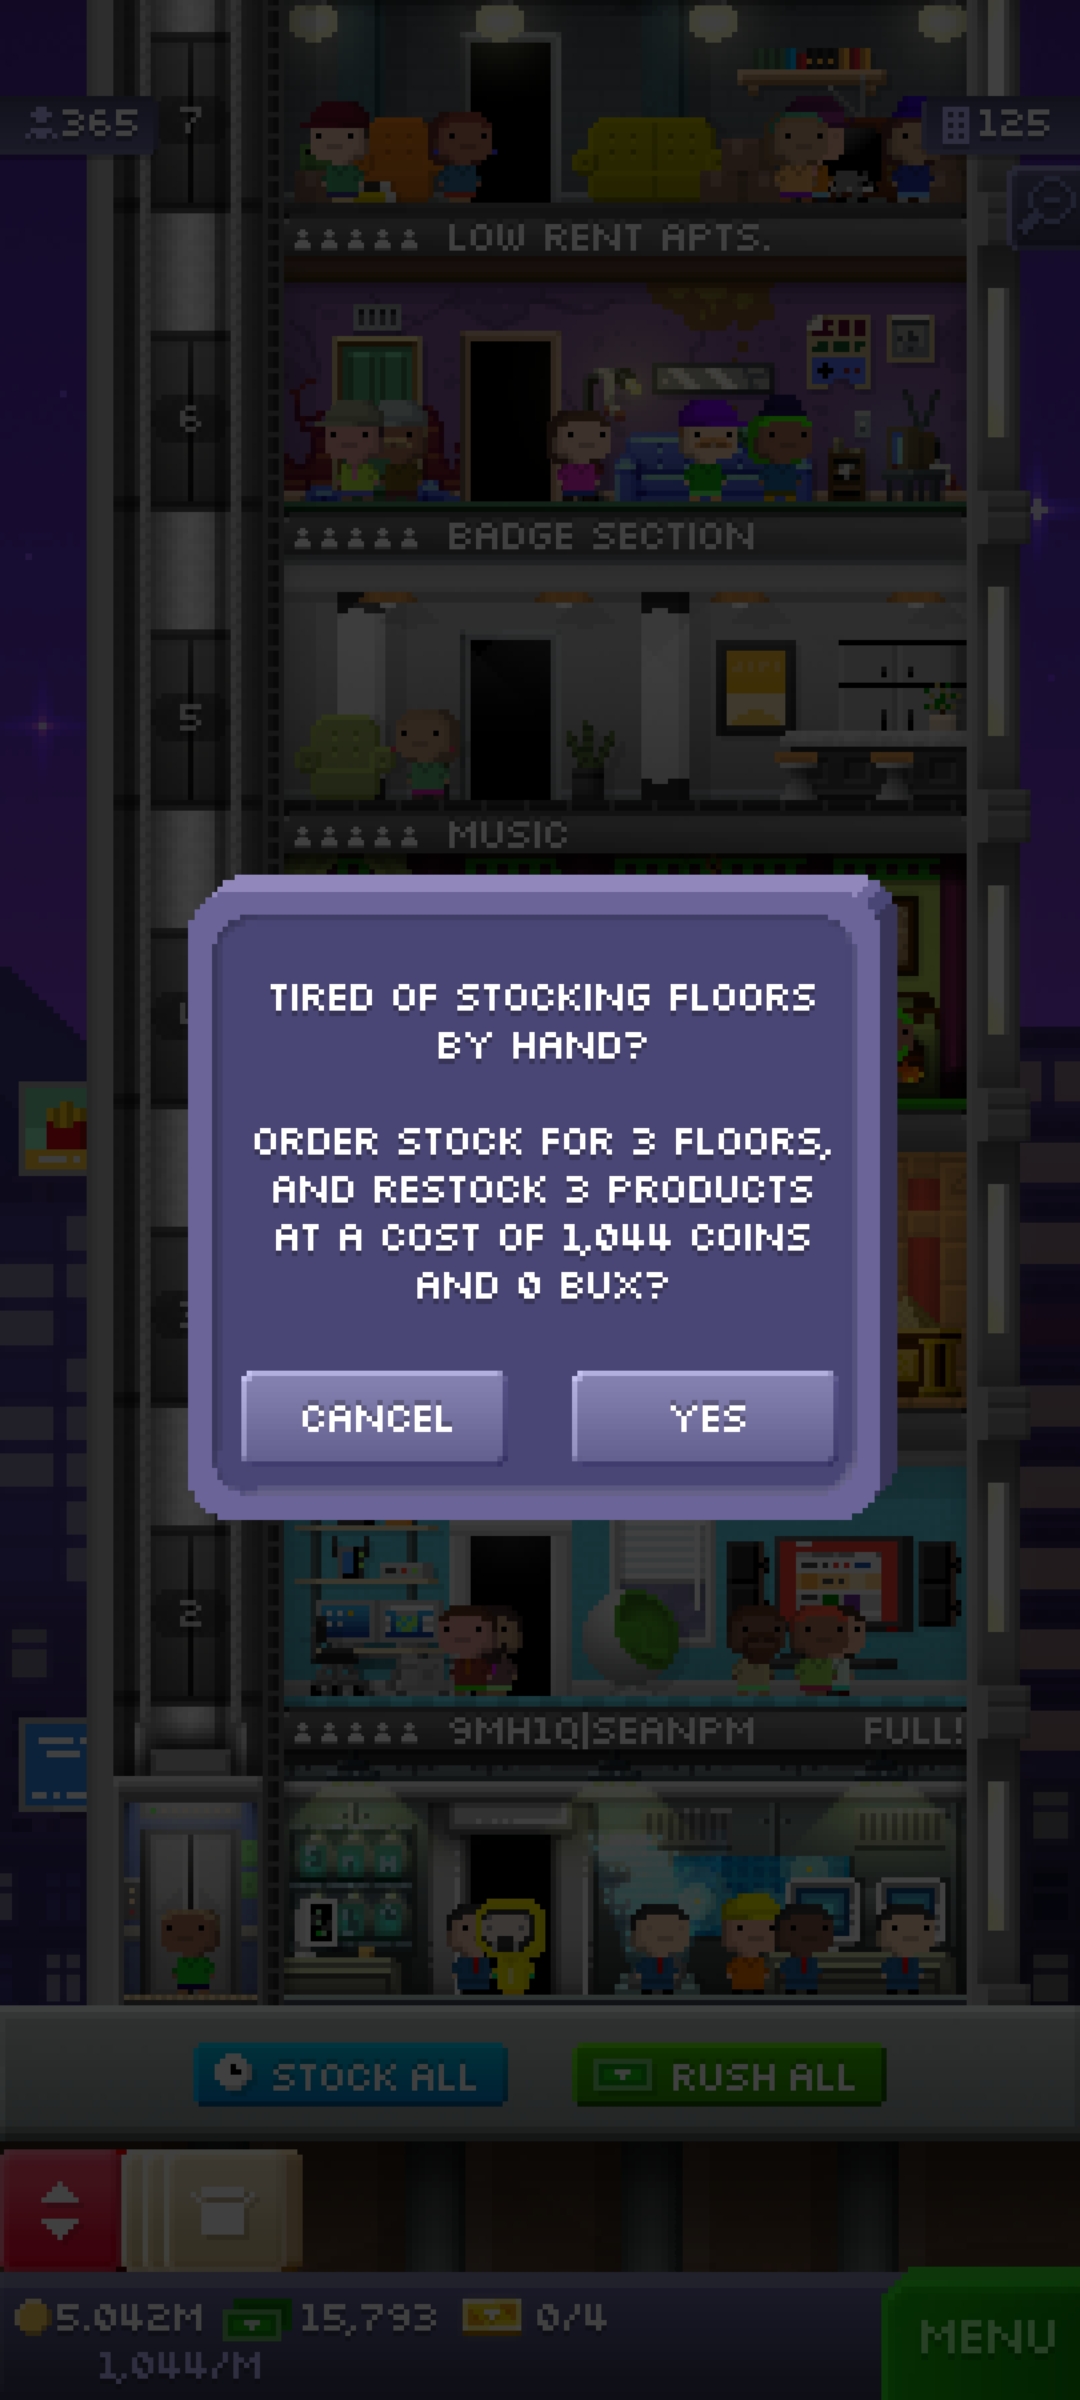 365
7
125
LOW RENT APTS.
6
BADGE SECTION
5
MUSIC
TIRED OF STOCKING FLOORS
BY HAND?
ORDER STOCK FOR 3 FLOORS,
AND RESTOCK 3 PRODUCTS
AT A COST OF 1,044 COINS
AND 0 BUX?
CANCEL
YES
2
9MH1Q|SEANPM
FULL!
STOCK ALL
RUSH ALL
5.042M
15,793
0/4
MENU
1,044/M